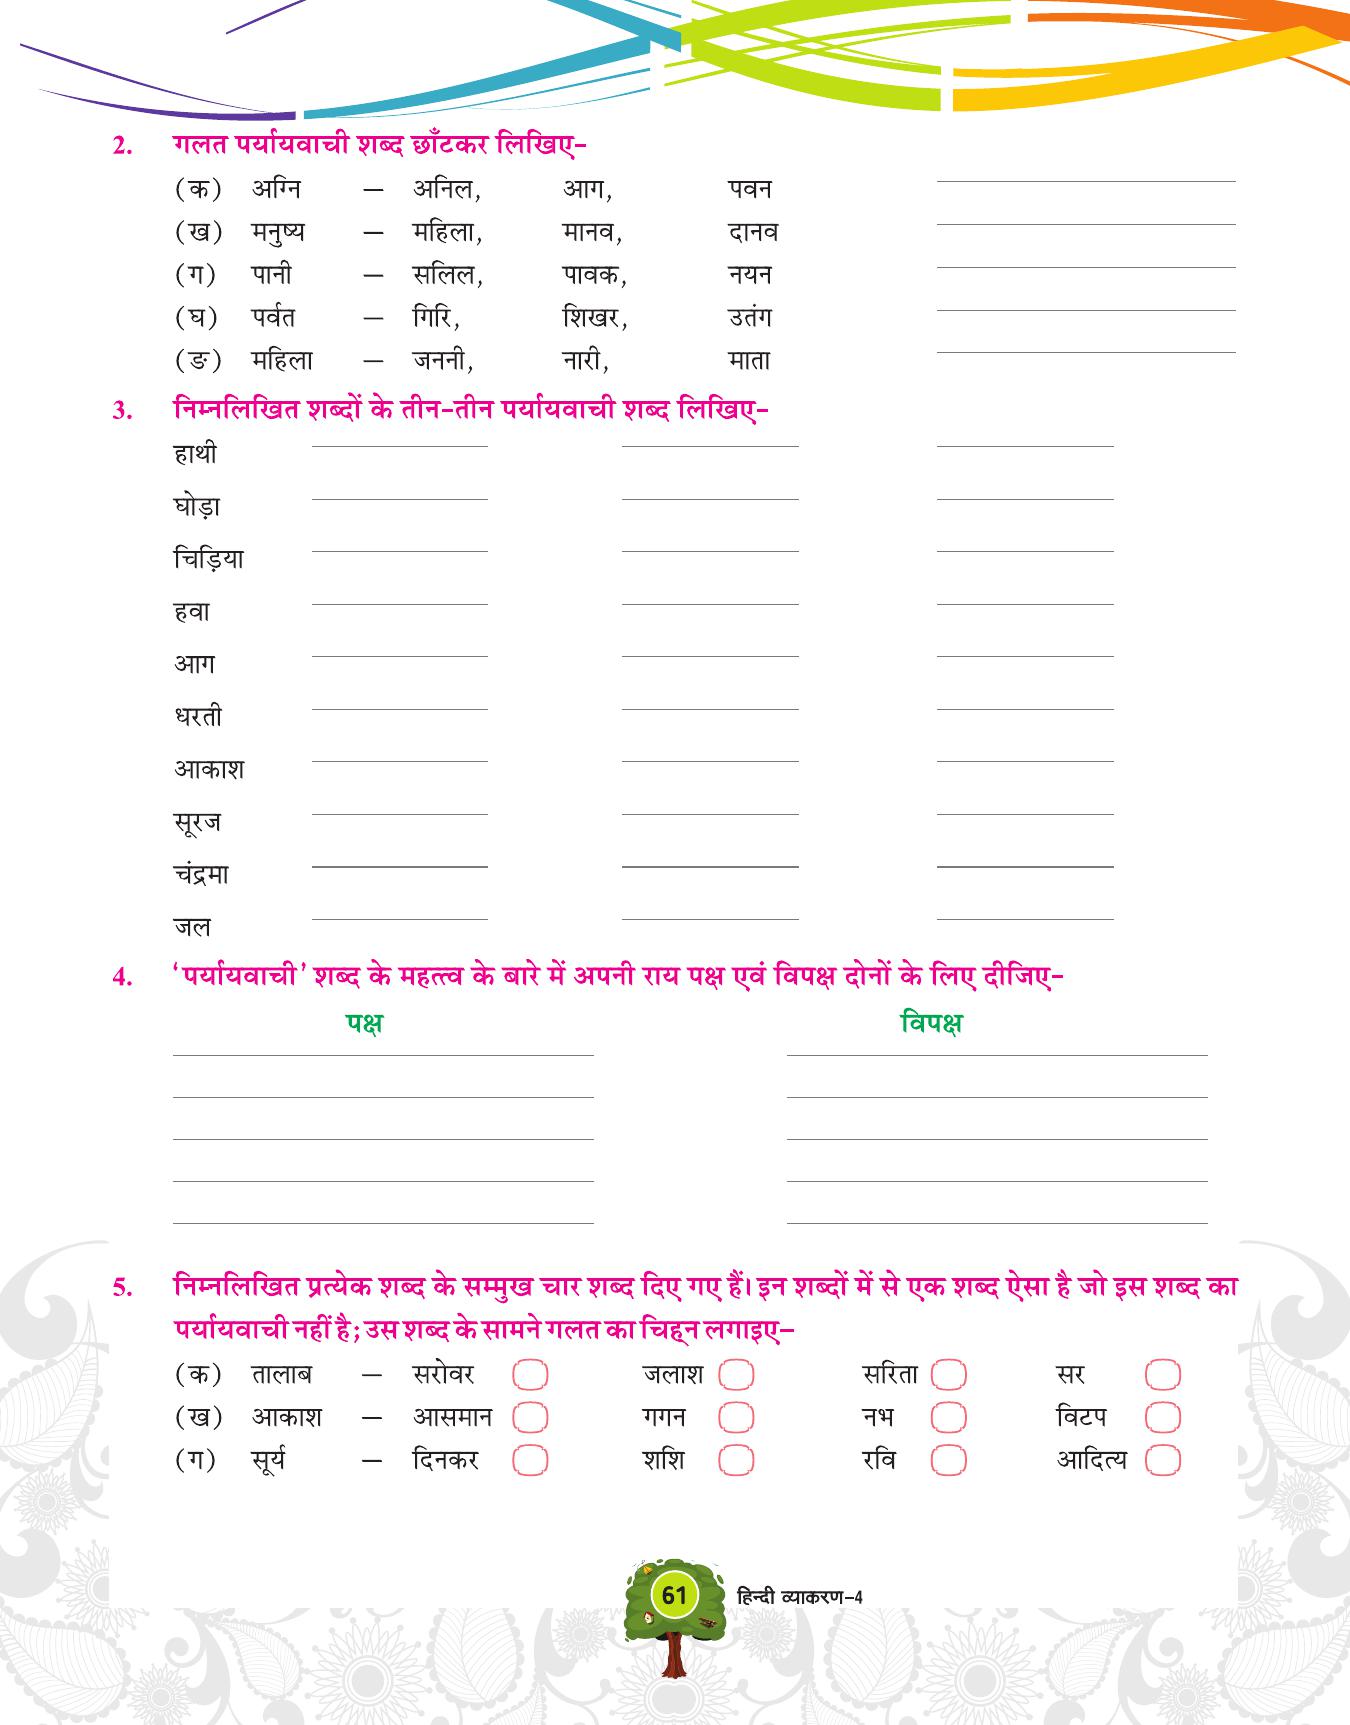 2. गलत पर्यायवाची शब्द छाँटकर लिखिए-
(क) अग्नि — अनिल, आग, पवन
(ख) मनुष्य — महिला, मानव, दानव
(ग) पानी — सलिल, पावक, नयन
(घ) पर्वत — गिरि, शिखर, उतंग
(ङ) महिला — जननी, नारी, माता
3. निम्नलिखित शब्दों के तीन-तीन पर्यायवाची शब्द लिखिए-
हाथी
घोड़ा
चिड़िया
हवा
आग
धरती
आकाश
सूरज
चंद्रमा
जल
4. 'पर्यायवाची' शब्द के महत्त्व के बारे में अपनी राय पक्ष एवं विपक्ष दोनों के लिए दीजिए-
पक्ष विपक्ष
5. निम्नलिखित प्रत्येक शब्द के सम्मुख चार शब्द दिए गए हैं। इन शब्दों में से एक शब्द ऐसा है जो इस शब्द का
पर्यायवाची नहीं है; उस शब्द के सामने गलत का चिह्न लगाइए-
(क) तालाब — सरोवर जलाश सरिता सर
(ख) आकाश — आसमान गगन नभ विटप
(ग) सूर्य — दिनकर शशि रवि आदित्य
61 हिन्दी व्याकरण-4